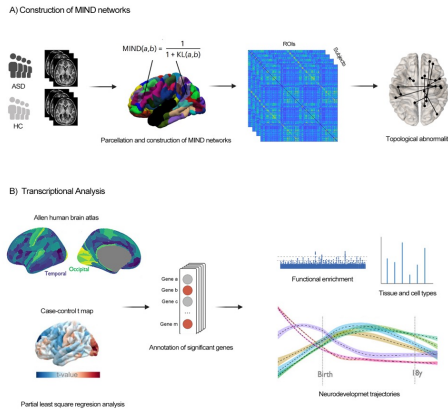 A) Construction of MIND networks
MIND(a,b) = 1 / 1 + KL(a,b)
ROIs
Subjects
ASD
HC
Parcellation and construction of MIND networks
Topological abnormalit
B) Transcriptional Analysis
Allen human brain atlas
Temporal
Occipital
Gene a
Gene b
Gene c
...
Gene m
Annotation of significant genes
Functional enrichment
Tissue and cell types
Case-control t map
t-value
Partial least square regresion analysis
Birth
18y
Neurodevelopmet trajectories